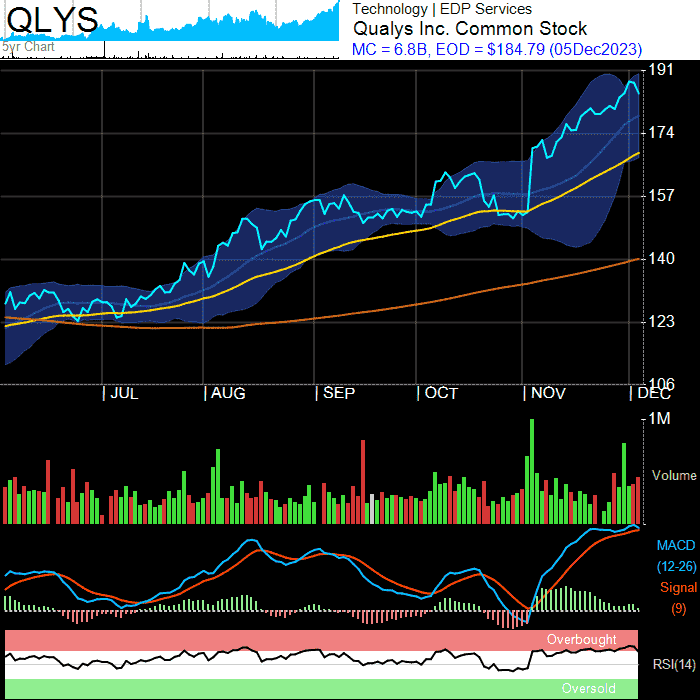 QLYS
5yr Chart
Technology | EDP Services
Qualys Inc. Common Stock
MC = 6.8B, EOD = $184.79 (05Dec2023)
191
174
157
140
123
106
| JUL | AUG | SEP | OCT | NOV | DEC
1M
Volume
MACD
(12-26)
Signal
(9)
Overbought
RSI(14)
Oversold